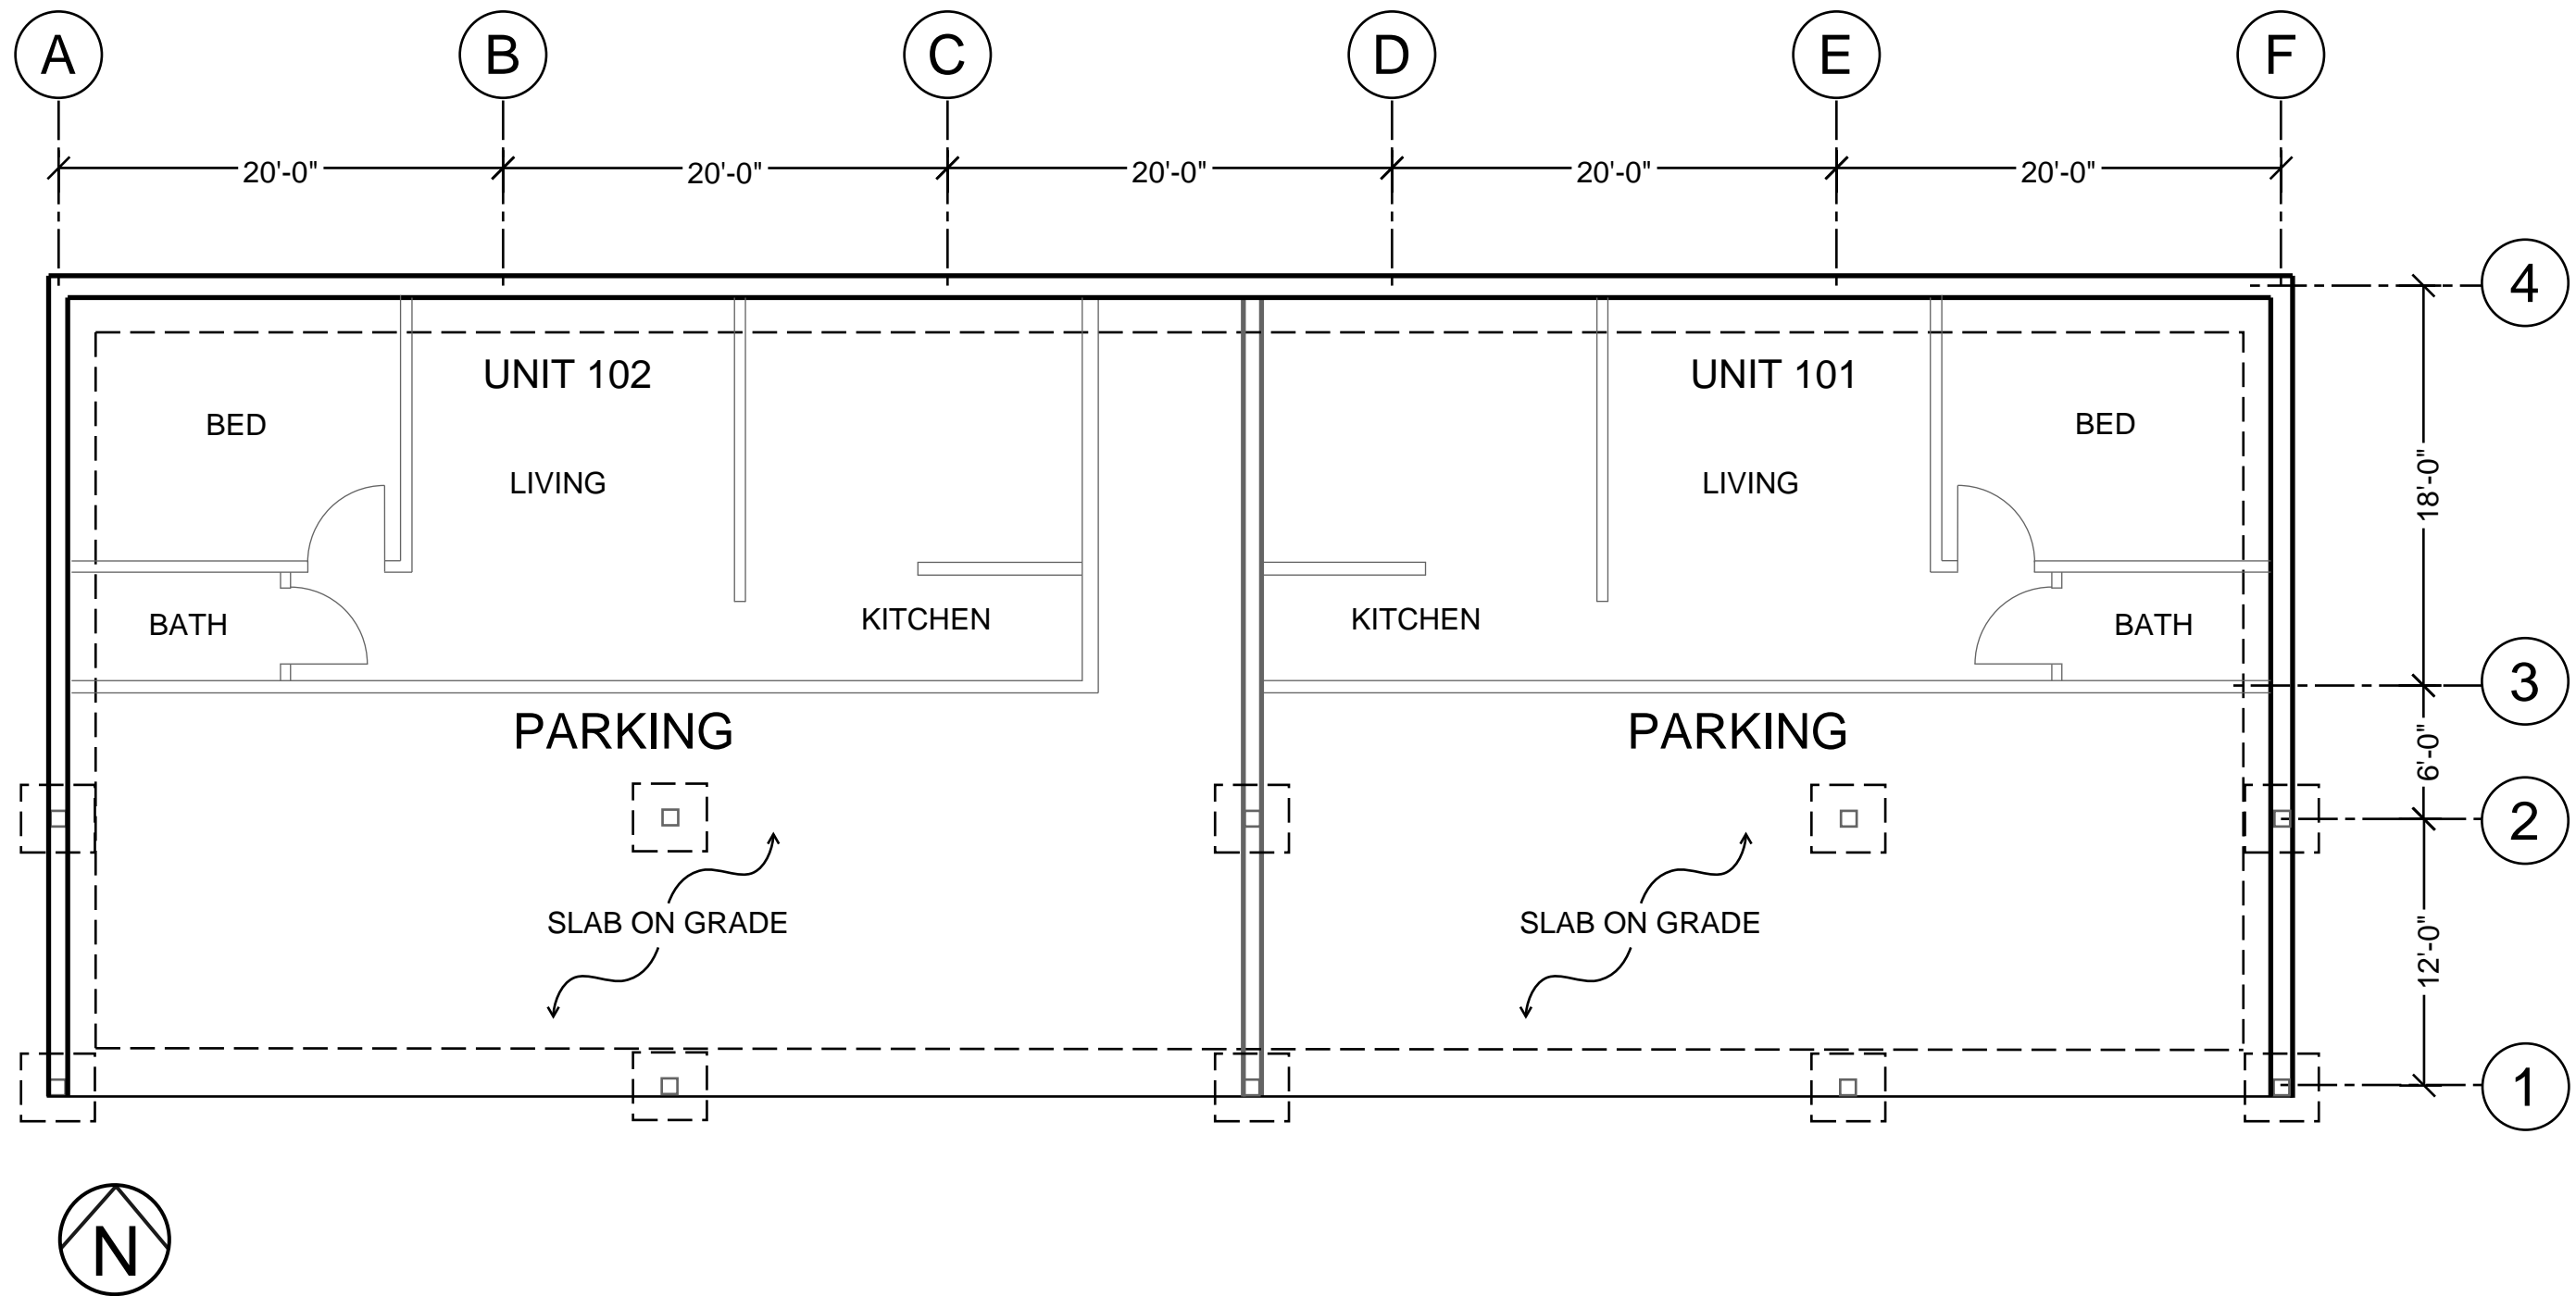 A B C D E F
20'-0" 20'-0" 20'-0" 20'-0" 20'-0"
4
UNIT 102 UNIT 101
BED BED
LIVING LIVING
18'-0"
KITCHEN KITCHEN
BATH BATH
3
PARKING PARKING
6'-0"
2
SLAB ON GRADE SLAB ON GRADE
12'-0"
1
N